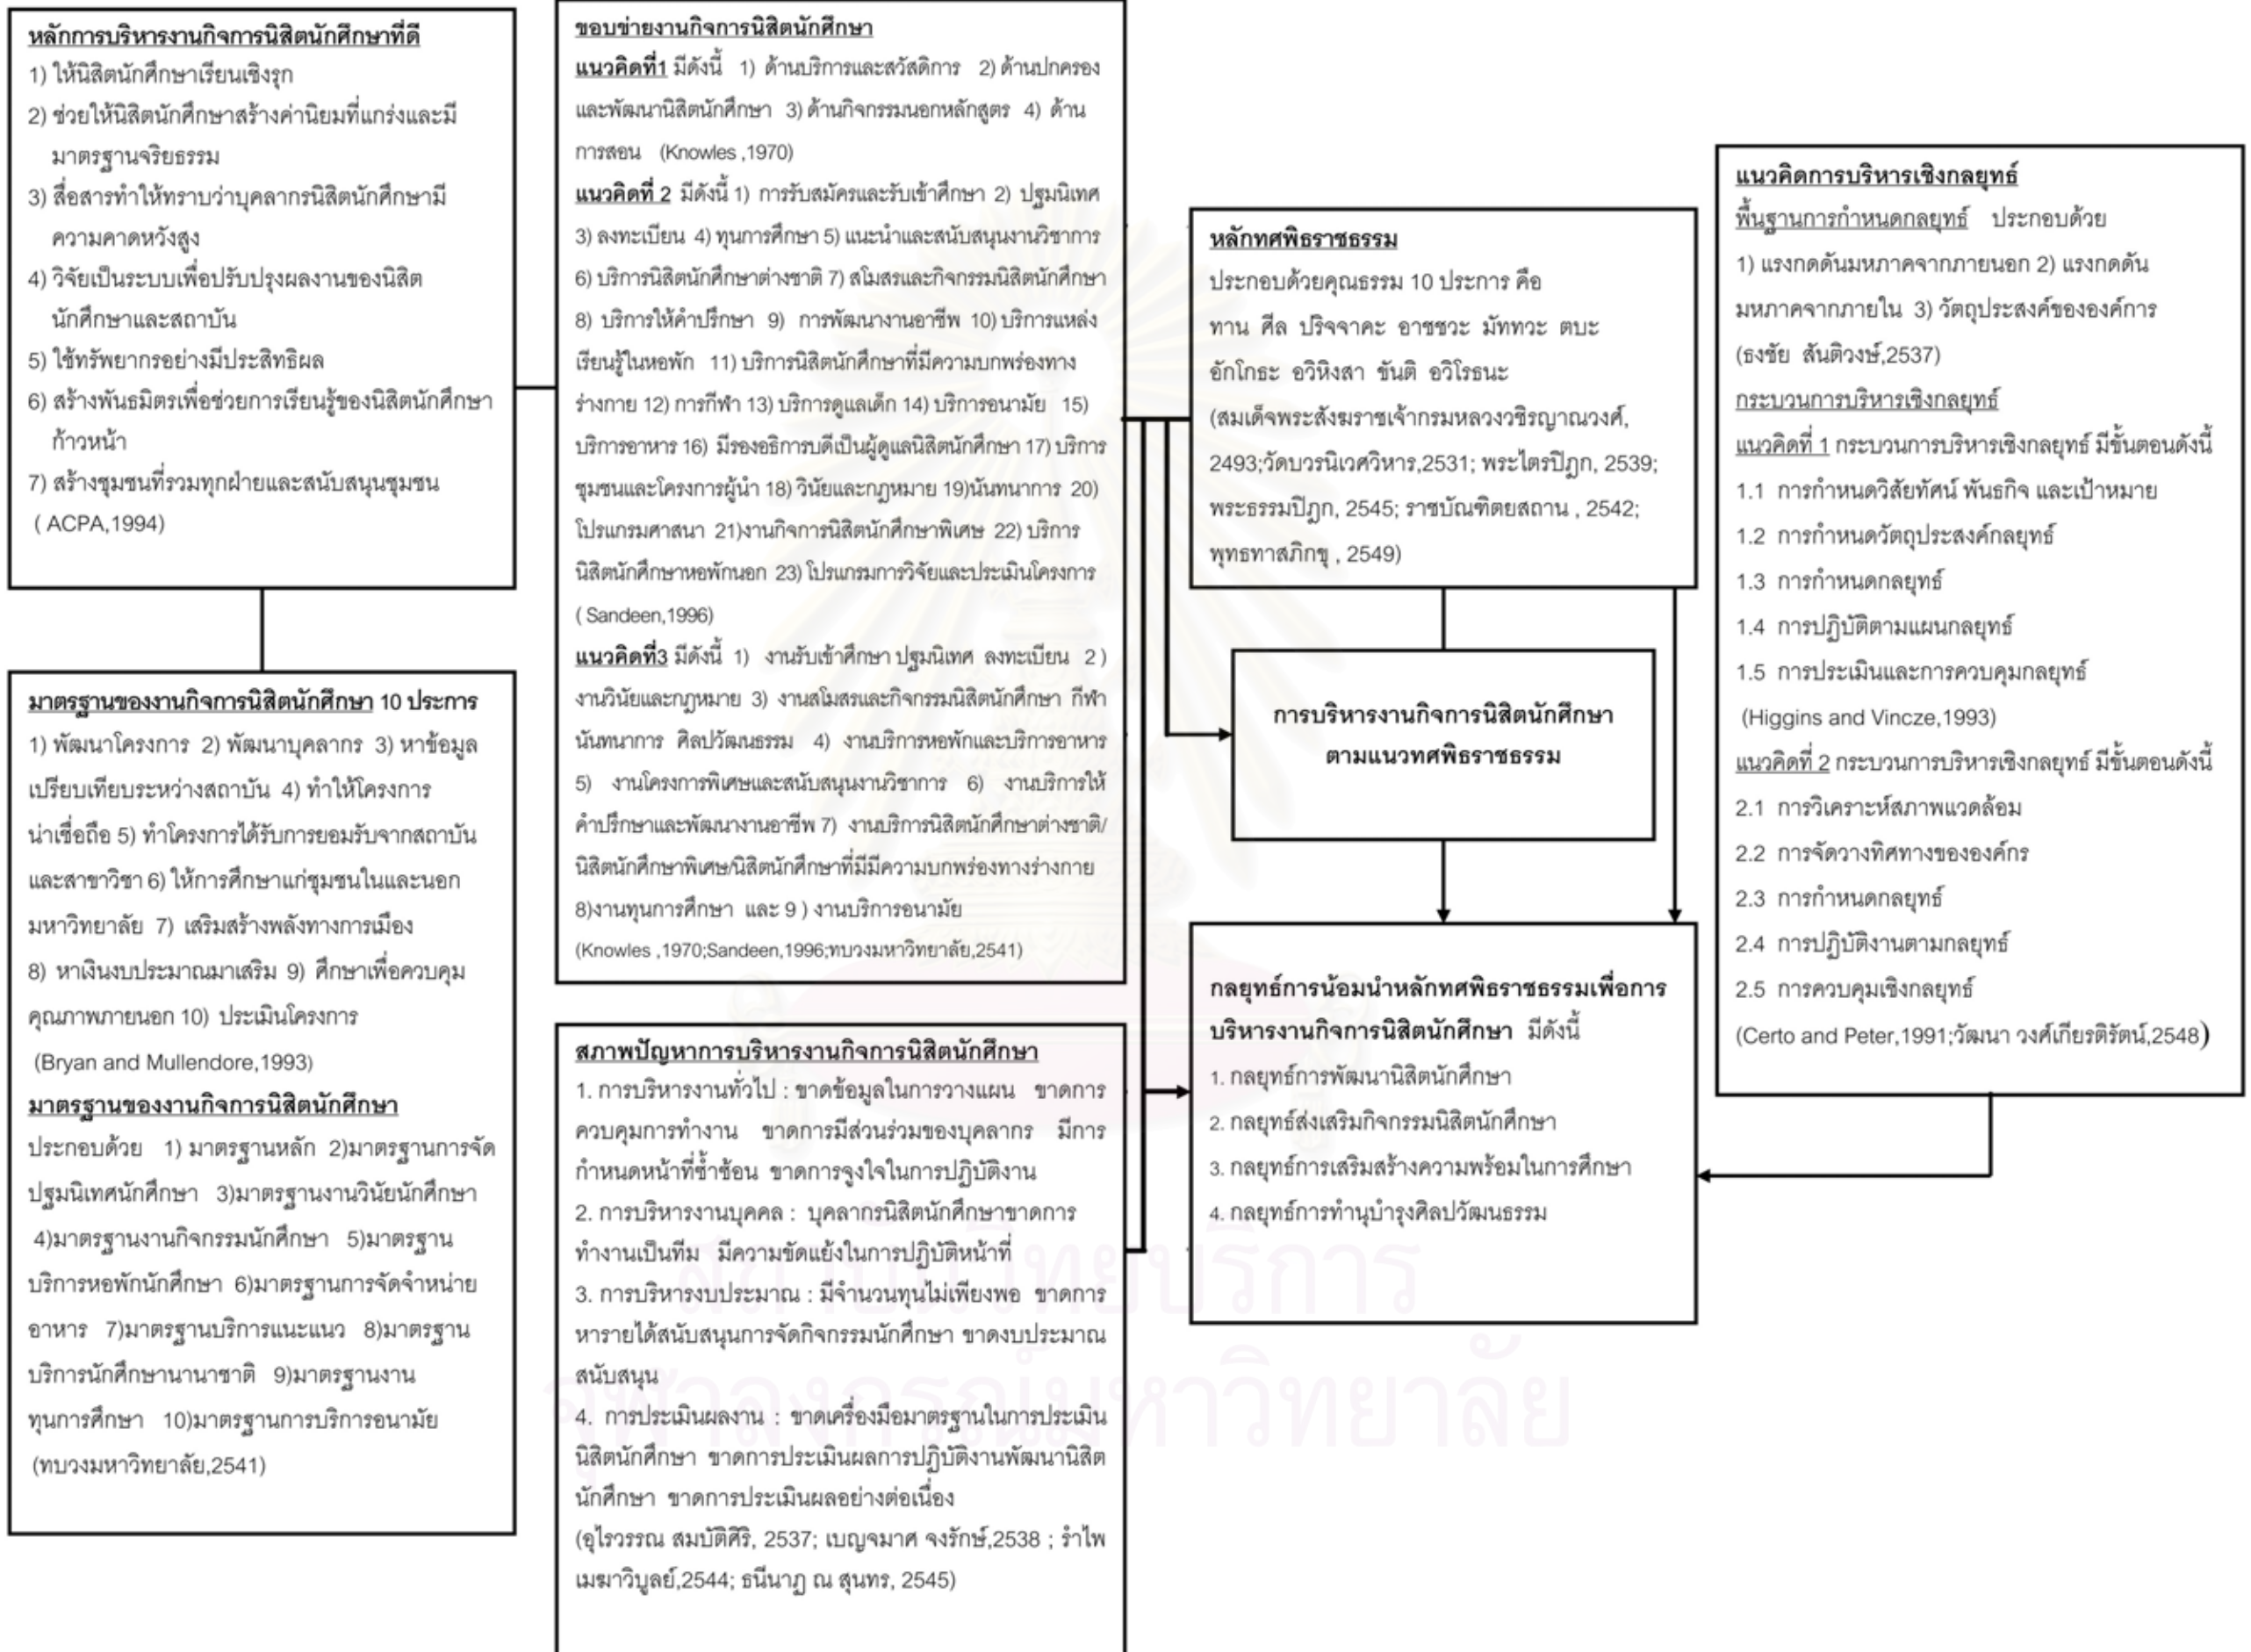 หลักการบริหารงานกิจการนิสิตนักศึกษาที่ดี
1) ให้นิสิตนักศึกษาเรียนเชิงรุก
2) ช่วยให้นิสิตนักศึกษาสร้างค่านิยมที่แกร่งและมี
มาตรฐานจริยธรรม
3) สื่อสารทำให้ทราบว่าบุคลากรนิสิตนักศึกษามี
ความคาดหวังสูง
4) วิจัยเป็นระบบเพื่อปรับปรุงผลงานของนิสิต
นักศึกษาและสถาบัน
5) ใช้ทรัพยากรอย่างมีประสิทธิผล
6) สร้างพันธมิตรเพื่อช่วยการเรียนรู้ของนิสิตนักศึกษา
ก้าวหน้า
7) สร้างชุมชนที่รวมทุกฝ่ายและสนับสนุนชุมชน
( ACPA,1994)
มาตรฐานของงานกิจการนิสิตนักศึกษา 10 ประการ
1) พัฒนาโครงการ 2) พัฒนาบุคลากร 3) หาข้อมูล
เปรียบเทียบระหว่างสถาบัน 4) ทำให้โครงการ
น่าเชื่อถือ 5) ทำโครงการได้รับการยอมรับจากสถาบัน
และสาขาวิชา 6) ให้การศึกษาแก่ชุมชนในและนอก
มหาวิทยาลัย 7) เสริมสร้างพลังทางการเมือง
8) หาเงินงบประมาณมาเสริม 9) ศึกษาเพื่อควบคุม
คุณภาพภายนอก 10) ประเมินโครงการ
(Bryan and Mullendore,1993)
มาตรฐานของงานกิจการนิสิตนักศึกษา
ประกอบด้วย 1) มาตรฐานหลัก 2)มาตรฐานการจัด
ปฐมนิเทศนักศึกษา 3)มาตรฐานงานวินัยนักศึกษา
4)มาตรฐานงานกิจกรรมนักศึกษา 5)มาตรฐาน
บริการหอพักนักศึกษา 6)มาตรฐานการจัดจำหน่าย
อาหาร 7)มาตรฐานบริการแนะแนว 8)มาตรฐาน
บริการนักศึกษานานาชาติ 9)มาตรฐานงาน
ทุนการศึกษา 10)มาตรฐานการบริการอนามัย
(ทบวงมหาวิทยาลัย,2541)
ขอบข่ายงานกิจการนิสิตนักศึกษา
แนวคิดที่1 มีดังนี้ 1) ด้านบริการและสวัสดิการ 2) ด้านปกครอง
และพัฒนานิสิตนักศึกษา 3) ด้านกิจกรรมนอกหลักสูตร 4) ด้าน
การสอน (Knowles ,1970)
แนวคิดที่ 2 มีดังนี้ 1) การรับสมัครและรับเข้าศึกษา 2) ปฐมนิเทศ
3) ลงทะเบียน 4) ทุนการศึกษา 5) แนะนำและสนับสนุนงานวิชาการ
6) บริการนิสิตนักศึกษาต่างชาติ 7) สโมสรและกิจกรรมนิสิตนักศึกษา
8) บริการให้คำปรึกษา 9) การพัฒนางานอาชีพ 10) บริการแหล่ง
เรียนรู้ในหอพัก 11) บริการนิสิตนักศึกษาที่มีความบกพร่องทาง
ร่างกาย 12) การกีฬา 13) บริการดูแลเด็ก 14) บริการอนามัย 15)
บริการอาหาร 16) มีรองอธิการบดีเป็นผู้ดูแลนิสิตนักศึกษา 17) บริการ
ชุมชนและโครงการผู้นำ 18) วินัยและกฎหมาย 19)นันทนาการ 20)
โปรแกรมศาสนา 21)งานกิจการนิสิตนักศึกษาพิเศษ 22) บริการ
นิสิตนักศึกษาหอพักนอก 23) โปรแกรมการวิจัยและประเมินโครงการ
( Sandeen,1996)
แนวคิดที่3 มีดังนี้ 1) งานรับเข้าศึกษา ปฐมนิเทศ ลงทะเบียน 2 )
งานวินัยและกฎหมาย 3) งานสโมสรและกิจกรรมนิสิตนักศึกษา กีฬา
นันทนาการ ศิลปวัฒนธรรม 4) งานบริการหอพักและบริการอาหาร
5) งานโครงการพิเศษและสนับสนุนงานวิชาการ 6) งานบริการให้
คำปรึกษาและพัฒนางานอาชีพ 7) งานบริการนิสิตนักศึกษาต่างชาติ/
นิสิตนักศึกษาพิเศษ/นิสิตนักศึกษาที่มีมีความบกพร่องทางร่างกาย
8)งานทุนการศึกษา และ 9 ) งานบริการอนามัย
(Knowles ,1970;Sandeen,1996;ทบวงมหาวิทยาลัย,2541)
สภาพปัญหาการบริหารงานกิจการนิสิตนักศึกษา
1. การบริหารงานทั่วไป : ขาดข้อมูลในการวางแผน ขาดการ
ควบคุมการทำงาน ขาดการมีส่วนร่วมของบุคลากร มีการ
กำหนดหน้าที่ซ้ำซ้อน ขาดการจูงใจในการปฏิบัติงาน
2. การบริหารงานบุคคล : บุคลากรนิสิตนักศึกษาขาดการ
ทำงานเป็นทีม มีความขัดแย้งในการปฏิบัติหน้าที่
3. การบริหารงบประมาณ : มีจำนวนทุนไม่เพียงพอ ขาดการ
หารายได้สนับสนุนการจัดกิจกรรมนักศึกษา ขาดงบประมาณ
สนับสนุน
4. การประเมินผลงาน : ขาดเครื่องมือมาตรฐานในการประเมิน
นิสิตนักศึกษา ขาดการประเมินผลการปฏิบัติงานพัฒนานิสิต
นักศึกษา ขาดการประเมินผลอย่างต่อเนื่อง
(อุไรวรรณ สมบัติศิริ, 2537; เบญจมาศ จงรักษ์,2538 ; รำไพ
เมฆาวิบูลย์,2544; ธนีนาฏ ณ สุนทร, 2545)
หลักทศพิธราชธรรม
ประกอบด้วยคุณธรรม 10 ประการ คือ
ทาน ศีล ปริจจาคะ อาชชวะ มัททวะ ตบะ
อักโกธะ อวิหิงสา ขันติ อวิโรธนะ
(สมเด็จพระสังฆราชเจ้ากรมหลวงวชิรญาณวงศ์,
2493;วัดบวรนิเวศวิหาร,2531; พระไตรปิฎก, 2539;
พระธรรมปิฎก, 2545; ราชบัณฑิตยสถาน , 2542;
พุทธทาสภิกขุ , 2549)
การบริหารงานกิจการนิสิตนักศึกษา
ตามแนวทศพิธราชธรรม
กลยุทธ์การน้อมนำหลักทศพิธราชธรรมเพื่อการ
บริหารงานกิจการนิสิตนักศึกษา มีดังนี้
1. กลยุทธ์การพัฒนานิสิตนักศึกษา
2. กลยุทธ์ส่งเสริมกิจกรรมนิสิตนักศึกษา
3. กลยุทธ์การเสริมสร้างความพร้อมในการศึกษา
4. กลยุทธ์การทำนุบำรุงศิลปวัฒนธรรม
แนวคิดการบริหารเชิงกลยุทธ์
พื้นฐานการกำหนดกลยุทธ์ ประกอบด้วย
1) แรงกดดันมหภาคจากภายนอก 2) แรงกดดัน
มหภาคจากภายใน 3) วัตถุประสงค์ขององค์การ
(ธงชัย สันติวงษ์,2537)
กระบวนการบริหารเชิงกลยุทธ์
แนวคิดที่ 1 กระบวนการบริหารเชิงกลยุทธ์ มีขั้นตอนดังนี้
1.1 การกำหนดวิสัยทัศน์ พันธกิจ และเป้าหมาย
1.2 การกำหนดวัตถุประสงค์กลยุทธ์
1.3 การกำหนดกลยุทธ์
1.4 การปฏิบัติตามแผนกลยุทธ์
1.5 การประเมินและการควบคุมกลยุทธ์
(Higgins and Vincze,1993)
แนวคิดที่ 2 กระบวนการบริหารเชิงกลยุทธ์ มีขั้นตอนดังนี้
2.1 การวิเคราะห์สภาพแวดล้อม
2.2 การจัดวางทิศทางขององค์กร
2.3 การกำหนดกลยุทธ์
2.4 การปฏิบัติงานตามกลยุทธ์
2.5 การควบคุมเชิงกลยุทธ์
(Certo and Peter,1991;วัฒนา วงศ์เกียรติรัตน์,2548)
สถาบันวิทยบริการ
จุฬาลงกรณ์มหาวิทยาลัย